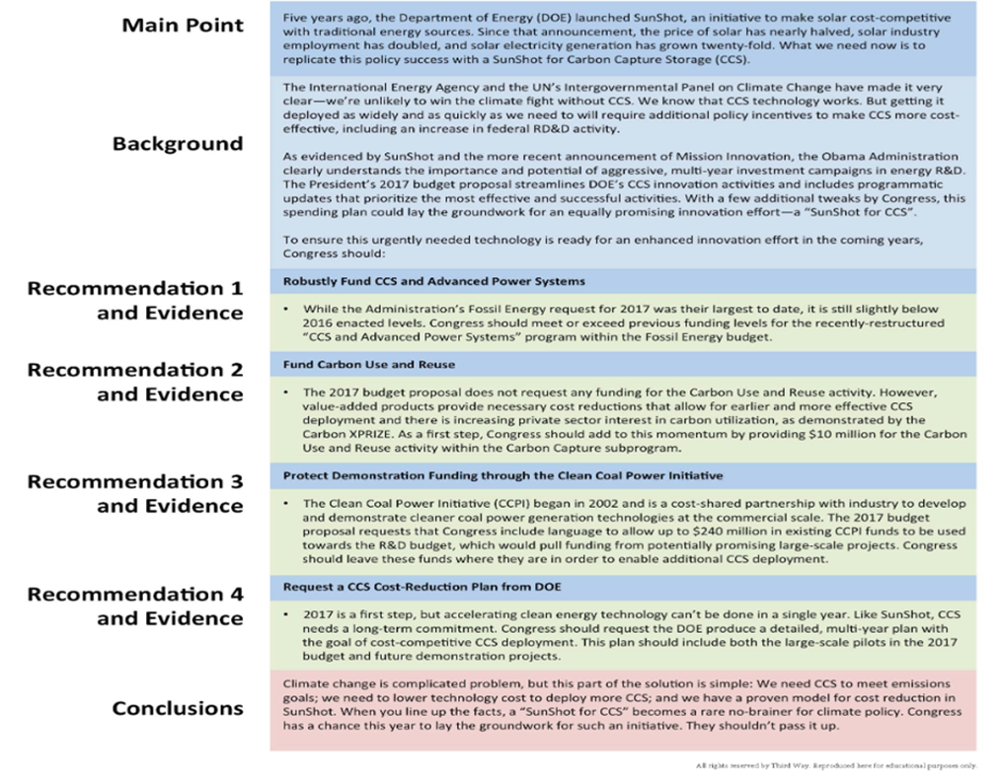 Main Point
Five years ago, the Department of Energy (DOE) launched SunShot, an initiative to make solar cost-competitive
with traditional energy sources. Since that announcement, the price of solar has nearly halved, solar industry
employment has doubled, and solar electricity generation has grown twenty-fold. What we need now is to
replicate this policy success with a SunShot for Carbon Capture Storage (CCS).
Background
The International Energy Agency and the UN's Intergovernmental Panel on Climate Change have made it very
clear—we're unlikely to win the climate fight without CCS. We know that CCS technology works. But getting it
deployed as widely and as quickly as we need to will require additional policy incentives to make CCS more cost-
effective, including an increase in federal RD&D activity.
As evidenced by SunShot and the more recent announcement of Mission Innovation, the Obama Administration
clearly understands the importance and potential of aggressive, multi-year investment campaigns in energy R&D.
The President's 2017 budget proposal streamlines DOE's CCS innovation activities and includes programmatic
updates that prioritize the most effective and successful activities. With a few additional tweaks by Congress, this
spending plan could lay the groundwork for an equally promising innovation effort—a "SunShot for CCS".
To ensure this urgently needed technology is ready for an enhanced innovation effort in the coming years,
Congress should:
Recommendation 1
and Evidence
Robustly Fund CCS and Advanced Power Systems
• While the Administration's Fossil Energy request for 2017 was their largest to date, it is still slightly below
2016 enacted levels. Congress should meet or exceed previous funding levels for the recently-restructured
"CCS and Advanced Power Systems" program within the Fossil Energy budget.
Recommendation 2
and Evidence
Fund Carbon Use and Reuse
• The 2017 budget proposal does not request any funding for the Carbon Use and Reuse activity. However,
value-added products provide necessary cost reductions that allow for earlier and more effective CCS
deployment and there is increasing private sector interest in carbon utilization, as demonstrated by the
Carbon XPRIZE. As a first step, Congress should add to this momentum by providing $10 million for the Carbon
Use and Reuse activity within the Carbon Capture subprogram.
Recommendation 3
and Evidence
Protect Demonstration Funding through the Clean Coal Power Initiative
• The Clean Coal Power Initiative (CCPI) began in 2002 and is a cost-shared partnership with industry to develop
and demonstrate cleaner coal power generation technologies at the commercial scale. The 2017 budget
proposal requests that Congress include language to allow up to $240 million in existing CCPI funds to be used
towards the R&D budget, which would pull funding from potentially promising large-scale projects. Congress
should leave these funds where they are in order to enable additional CCS deployment.
Recommendation 4
and Evidence
Request a CCS Cost-Reduction Plan from DOE
• 2017 is a first step, but accelerating clean energy technology can't be done in a single year. Like SunShot, CCS
needs a long-term commitment. Congress should request the DOE produce a detailed, multi-year plan with
the goal of cost-competitive CCS deployment. This plan should include both the large-scale pilots in the 2017
budget and future demonstration projects.
Conclusions
Climate change is complicated problem, but this part of the solution is simple: We need CCS to meet emissions
goals; we need to lower technology cost to deploy more CCS; and we have a proven model for cost reduction in
SunShot. When you line up the facts, a "SunShot for CCS" becomes a rare no-brainer for climate policy. Congress
has a chance this year to lay the groundwork for such an initiative. They shouldn't pass it up.
All rights reserved by Third Way. Reproduced here for educational purposes only.